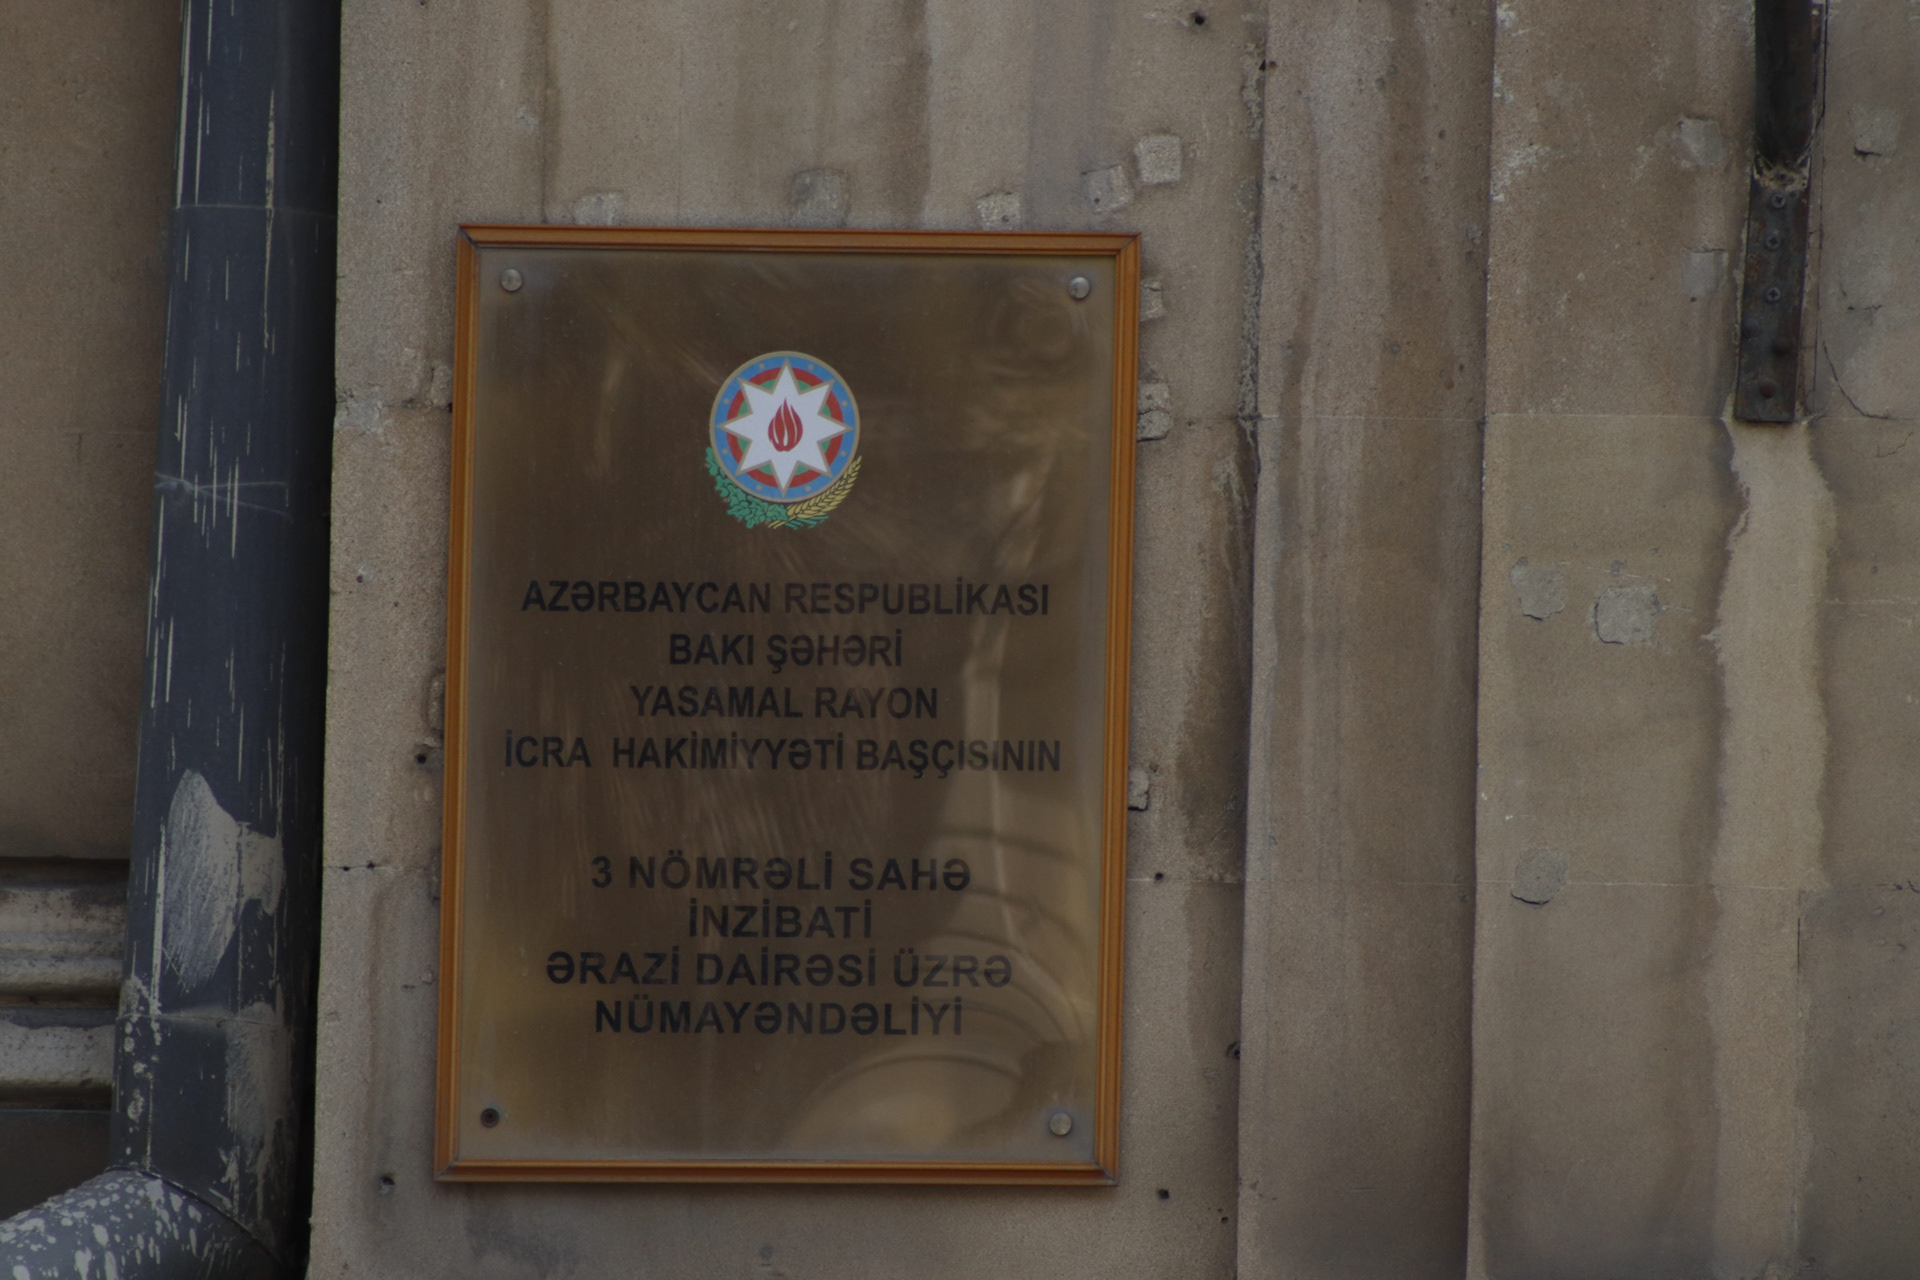 AZƏRBAYCAN RESPUBLİKASI
BAKI ŞƏHƏRİ
YASAMAL RAYON
İCRA HAKİMİYYƏTİ BAŞÇISININ
3 NÖMRƏLİ SAHƏ
İNZİBATİ
ƏRAZİ DAİRƏSİ ÜZRƏ
NÜMAYƏNDƏLİYİ